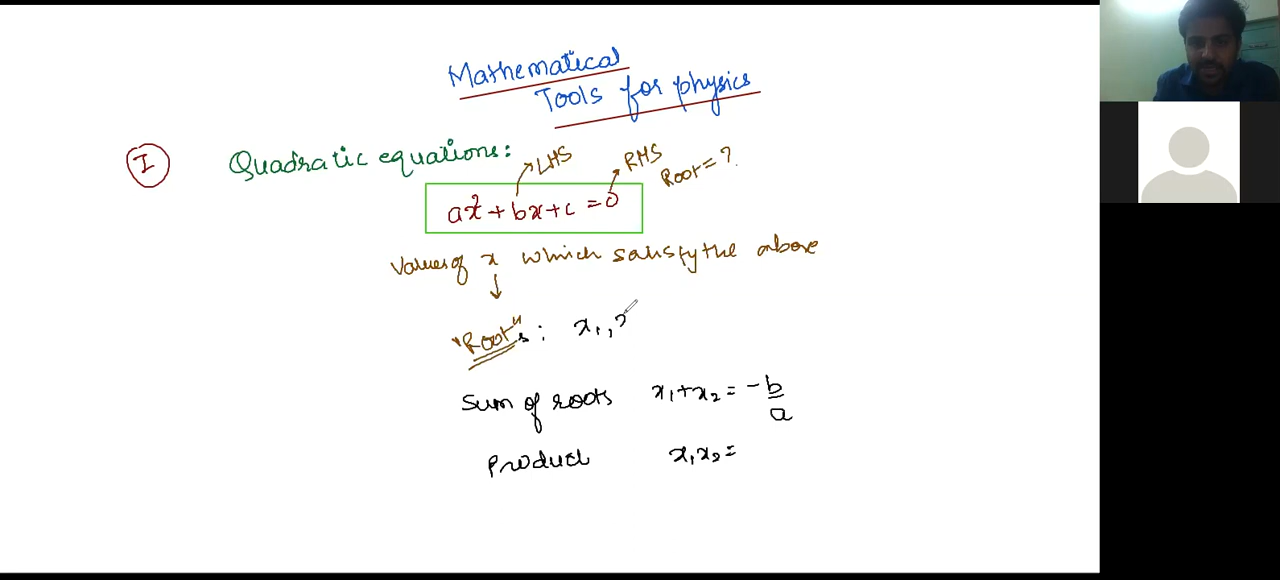 Mathematical
Tools for physics
I Quadratic equations:
LHS
RHS
Root = ?
ax² + bx + c = 0
Values of x which satisfy the above
"Root"s : x₁,
Sum of roots x₁+x₂ = -b/a
Product x₁x₂ =